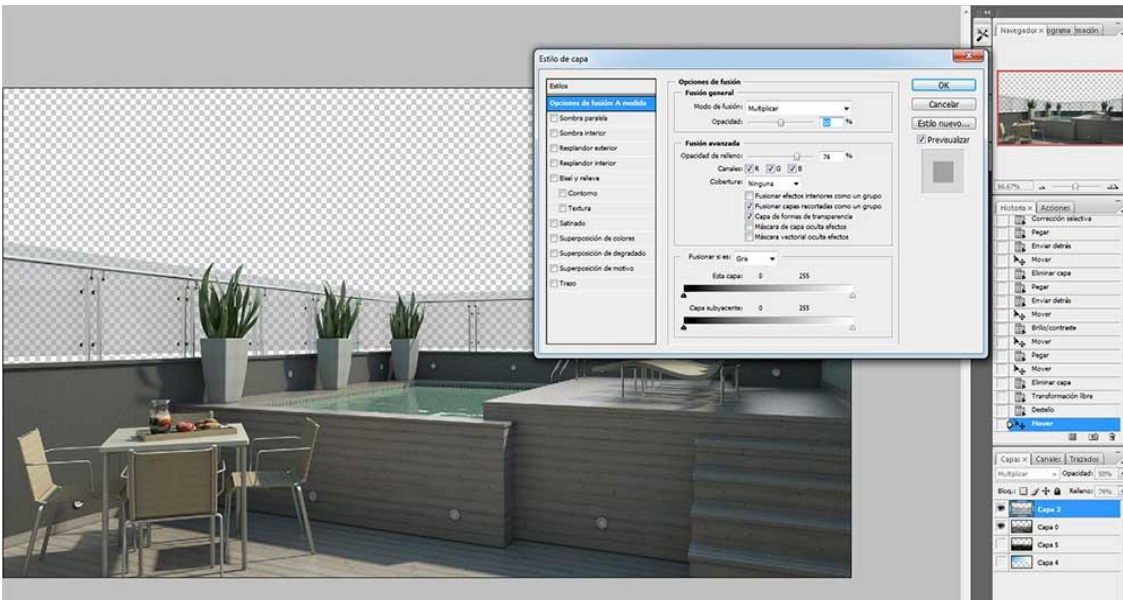 Estilo de capa
Estilos
Opciones de fusión: A medida
Sombra paralela
Sombra interior
Resplandor exterior
Resplandor interior
Bisel y relieve
Contorno
Textura
Satinado
Superposición de colores
Superposición de degradado
Superposición de motivo
Trazo
Opciones de fusión
Fusión general
Modo de fusión: Multiplicar
Opacidad: 50 %
Fusión avanzada
Opacidad de relleno: 74 %
Canales: R G B
Cobertura: Ninguna
Fusionar efectos interiores como un grupo
Fusionar capas recortadas como un grupo
Capa de formas de transparencia
Máscara de capa oculta efectos
Máscara vectorial oculta efectos
Fusionar si es: Gris
Esta capa: 0 255
Capa subyacente: 0 255
OK
Cancelar
Estilo nuevo...
Previsualizar
Navegador × ograma mación
66.67%
Historia × Acciones
Corrección selectiva
Pegar
Enviar detrás
Mover
Eliminar capa
Pegar
Enviar detrás
Mover
Brillo/contraste
Mover
Pegar
Mover
Eliminar capa
Transformación libre
Destello
Mover
Capas × Canales Trazados
Multiplicar Opacidad: 50%
Bloq.: Relleno: 74%
Capa 2
Capa 0
Capa 5
Capa 4